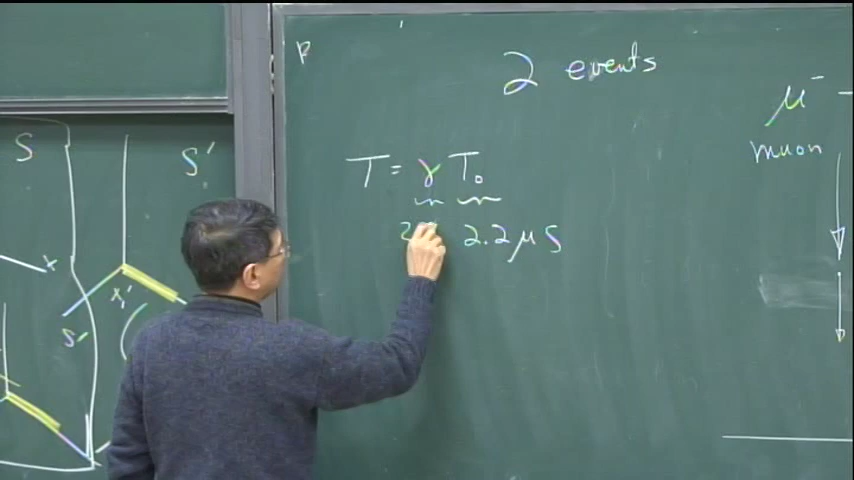 2 events
μ⁻
muon
T = γ T₀
2.2 μs
S
S'
x
x'
S'